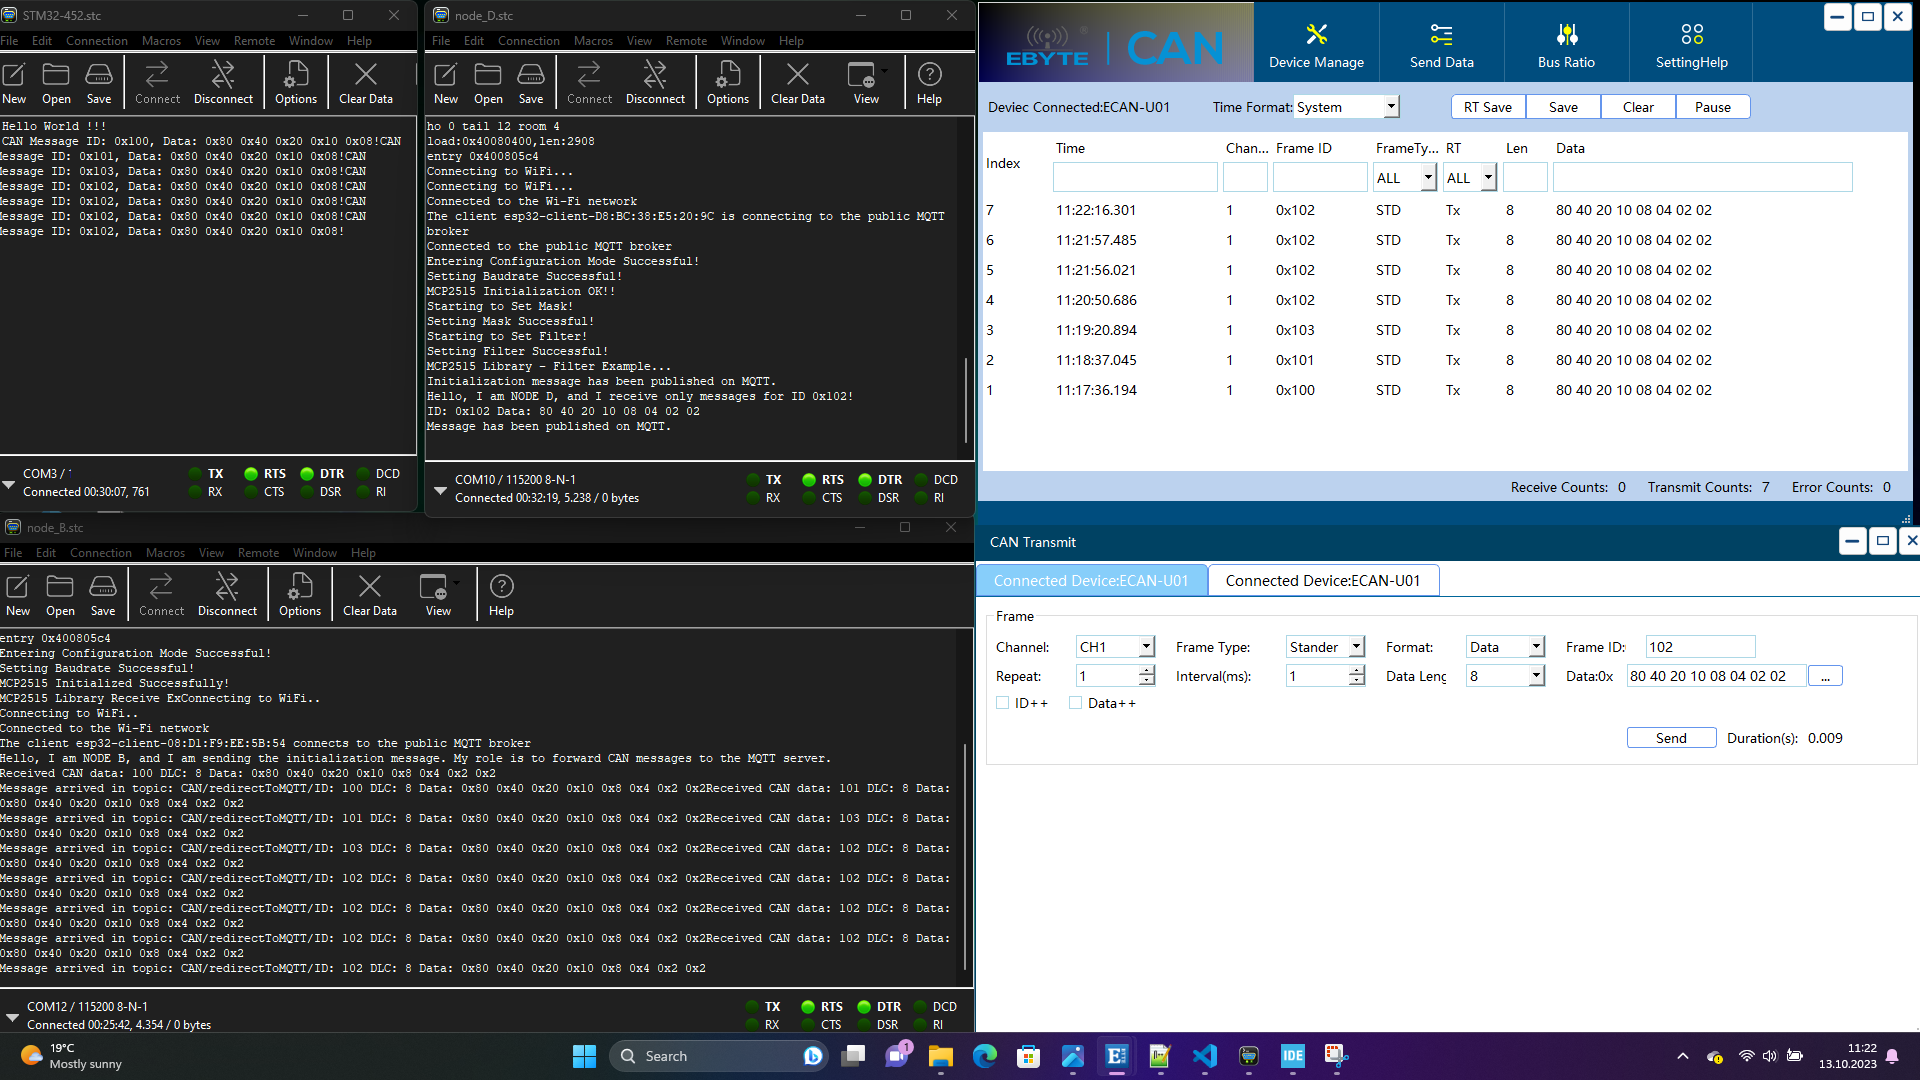 STM32-452.stc
File Edit Connection Macros View Remote Window Help
New Open Save Connect Disconnect Options Clear Data
Hello World !!!
CAN Message ID: 0x100, Data: 0x80 0x40 0x20 0x10 0x08!CAN
Message ID: 0x101, Data: 0x80 0x40 0x20 0x10 0x08!CAN
Message ID: 0x103, Data: 0x80 0x40 0x20 0x10 0x08!CAN
Message ID: 0x102, Data: 0x80 0x40 0x20 0x10 0x08!CAN
Message ID: 0x102, Data: 0x80 0x40 0x20 0x10 0x08!CAN
Message ID: 0x102, Data: 0x80 0x40 0x20 0x10 0x08!CAN
Message ID: 0x102, Data: 0x80 0x40 0x20 0x10 0x08!
COM3 /
Connected 00:30:07, 761
TX RTS DTR DCD
RX CTS DSR RI
node_D.stc
File Edit Connection Macros View Remote Window Help
New Open Save Connect Disconnect Options Clear Data View Help
ho 0 tail 12 room 4
load:0x40080400,len:2908
entry 0x400805c4
Connecting to WiFi...
Connecting to WiFi...
Connected to the Wi-Fi network
The client esp32-client-D8:BC:38:E5:20:9C is connecting to the public MQTT
broker
Connected to the public MQTT broker
Entering Configuration Mode Successful!
Setting Baudrate Successful!
MCP2515 Initialization OK!!
Starting to Set Mask!
Setting Mask Successful!
Starting to Set Filter!
Setting Filter Successful!
MCP2515 Library - Filter Example...
Initialization message has been published on MQTT.
Hello, I am NODE D, and I receive only messages for ID 0x102!
ID: 0x102 Data: 80 40 20 10 08 04 02 02
Message has been published on MQTT.
COM10 / 115200 8-N-1
Connected 00:32:19, 5.238 / 0 bytes
TX RTS DTR DCD
RX CTS DSR RI
node_B.stc
File Edit Connection Macros View Remote Window Help
New Open Save Connect Disconnect Options Clear Data View Help
entry 0x400805c4
Entering Configuration Mode Successful!
Setting Baudrate Successful!
MCP2515 Initialized Successfully!
MCP2515 Library Receive ExConnecting to WiFi..
Connecting to WiFi..
Connected to the Wi-Fi network
The client esp32-client-08:D1:F9:EE:5B:54 connects to the public MQTT broker
Hello, I am NODE B, and I am sending the initialization message. My role is to forward CAN messages to the MQTT server.
Received CAN data: 100 DLC: 8 Data: 0x80 0x40 0x20 0x10 0x8 0x4 0x2 0x2
Message arrived in topic: CAN/redirectToMQTT/ID: 100 DLC: 8 Data: 0x80 0x40 0x20 0x10 0x8 0x4 0x2 0x2Received CAN data: 101 DLC: 8 Data:
0x80 0x40 0x20 0x10 0x8 0x4 0x2 0x2
Message arrived in topic: CAN/redirectToMQTT/ID: 101 DLC: 8 Data: 0x80 0x40 0x20 0x10 0x8 0x4 0x2 0x2Received CAN data: 103 DLC: 8 Data:
0x80 0x40 0x20 0x10 0x8 0x4 0x2 0x2
Message arrived in topic: CAN/redirectToMQTT/ID: 103 DLC: 8 Data: 0x80 0x40 0x20 0x10 0x8 0x4 0x2 0x2Received CAN data: 102 DLC: 8 Data:
0x80 0x40 0x20 0x10 0x8 0x4 0x2 0x2
Message arrived in topic: CAN/redirectToMQTT/ID: 102 DLC: 8 Data: 0x80 0x40 0x20 0x10 0x8 0x4 0x2 0x2Received CAN data: 102 DLC: 8 Data:
0x80 0x40 0x20 0x10 0x8 0x4 0x2 0x2
Message arrived in topic: CAN/redirectToMQTT/ID: 102 DLC: 8 Data: 0x80 0x40 0x20 0x10 0x8 0x4 0x2 0x2Received CAN data: 102 DLC: 8 Data:
0x80 0x40 0x20 0x10 0x8 0x4 0x2 0x2
Message arrived in topic: CAN/redirectToMQTT/ID: 102 DLC: 8 Data: 0x80 0x40 0x20 0x10 0x8 0x4 0x2 0x2Received CAN data: 102 DLC: 8 Data:
0x80 0x40 0x20 0x10 0x8 0x4 0x2 0x2
Message arrived in topic: CAN/redirectToMQTT/ID: 102 DLC: 8 Data: 0x80 0x40 0x20 0x10 0x8 0x4 0x2 0x2
COM12 / 115200 8-N-1
Connected 00:25:42, 4.354 / 0 bytes
TX RTS DTR DCD
RX CTS DSR RI
EBYTE ® | CAN
Device Manage Send Data Bus Ratio SettingHelp
Deviec Connected:ECAN-U01 Time Format: System RT Save Save Clear Pause
Index Time Chan... Frame ID FrameTy... RT Len Data
ALL ALL
7 11:22:16.301 1 0x102 STD Tx 8 80 40 20 10 08 04 02 02
6 11:21:57.485 1 0x102 STD Tx 8 80 40 20 10 08 04 02 02
5 11:21:56.021 1 0x102 STD Tx 8 80 40 20 10 08 04 02 02
4 11:20:50.686 1 0x102 STD Tx 8 80 40 20 10 08 04 02 02
3 11:19:20.894 1 0x103 STD Tx 8 80 40 20 10 08 04 02 02
2 11:18:37.045 1 0x101 STD Tx 8 80 40 20 10 08 04 02 02
1 11:17:36.194 1 0x100 STD Tx 8 80 40 20 10 08 04 02 02
Receive Counts: 0 Transmit Counts: 7 Error Counts: 0
CAN Transmit
Connected Device:ECAN-U01 Connected Device:ECAN-U01
Frame
Channel: CH1 Frame Type: Stander Format: Data Frame ID: 102
Repeat: 1 Interval(ms): 1 Data Leng 8 Data:0x 80 40 20 10 08 04 02 02 ...
ID++ Data++
Send Duration(s): 0.009
19°C
Mostly sunny
Search
1
IDE
11:22
13.10.2023